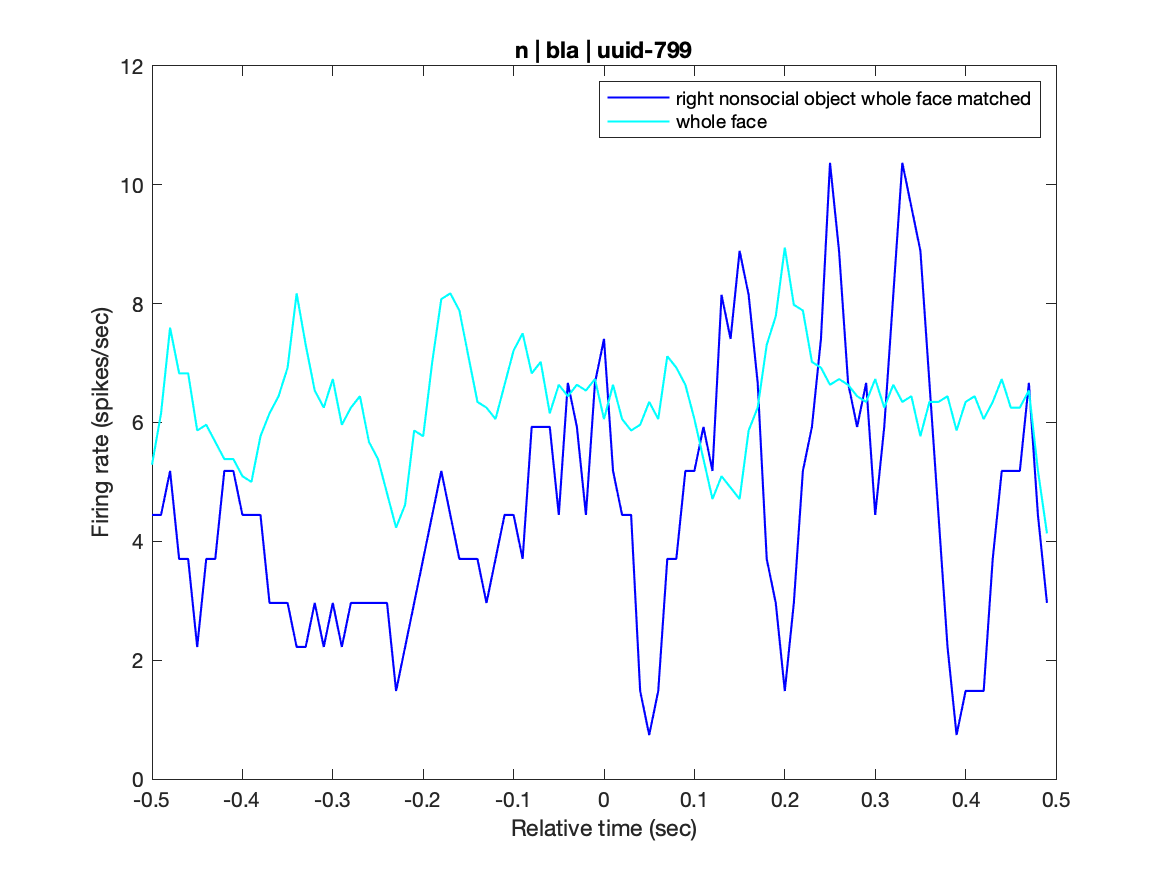 n | bla | uuid-799
12
right nonsocial object whole face matched
whole face
10
8
6
4
2
0
Firing rate (spikes/sec)
-0.5 -0.4 -0.3 -0.2 -0.1 0 0.1 0.2 0.3 0.4 0.5
Relative time (sec)